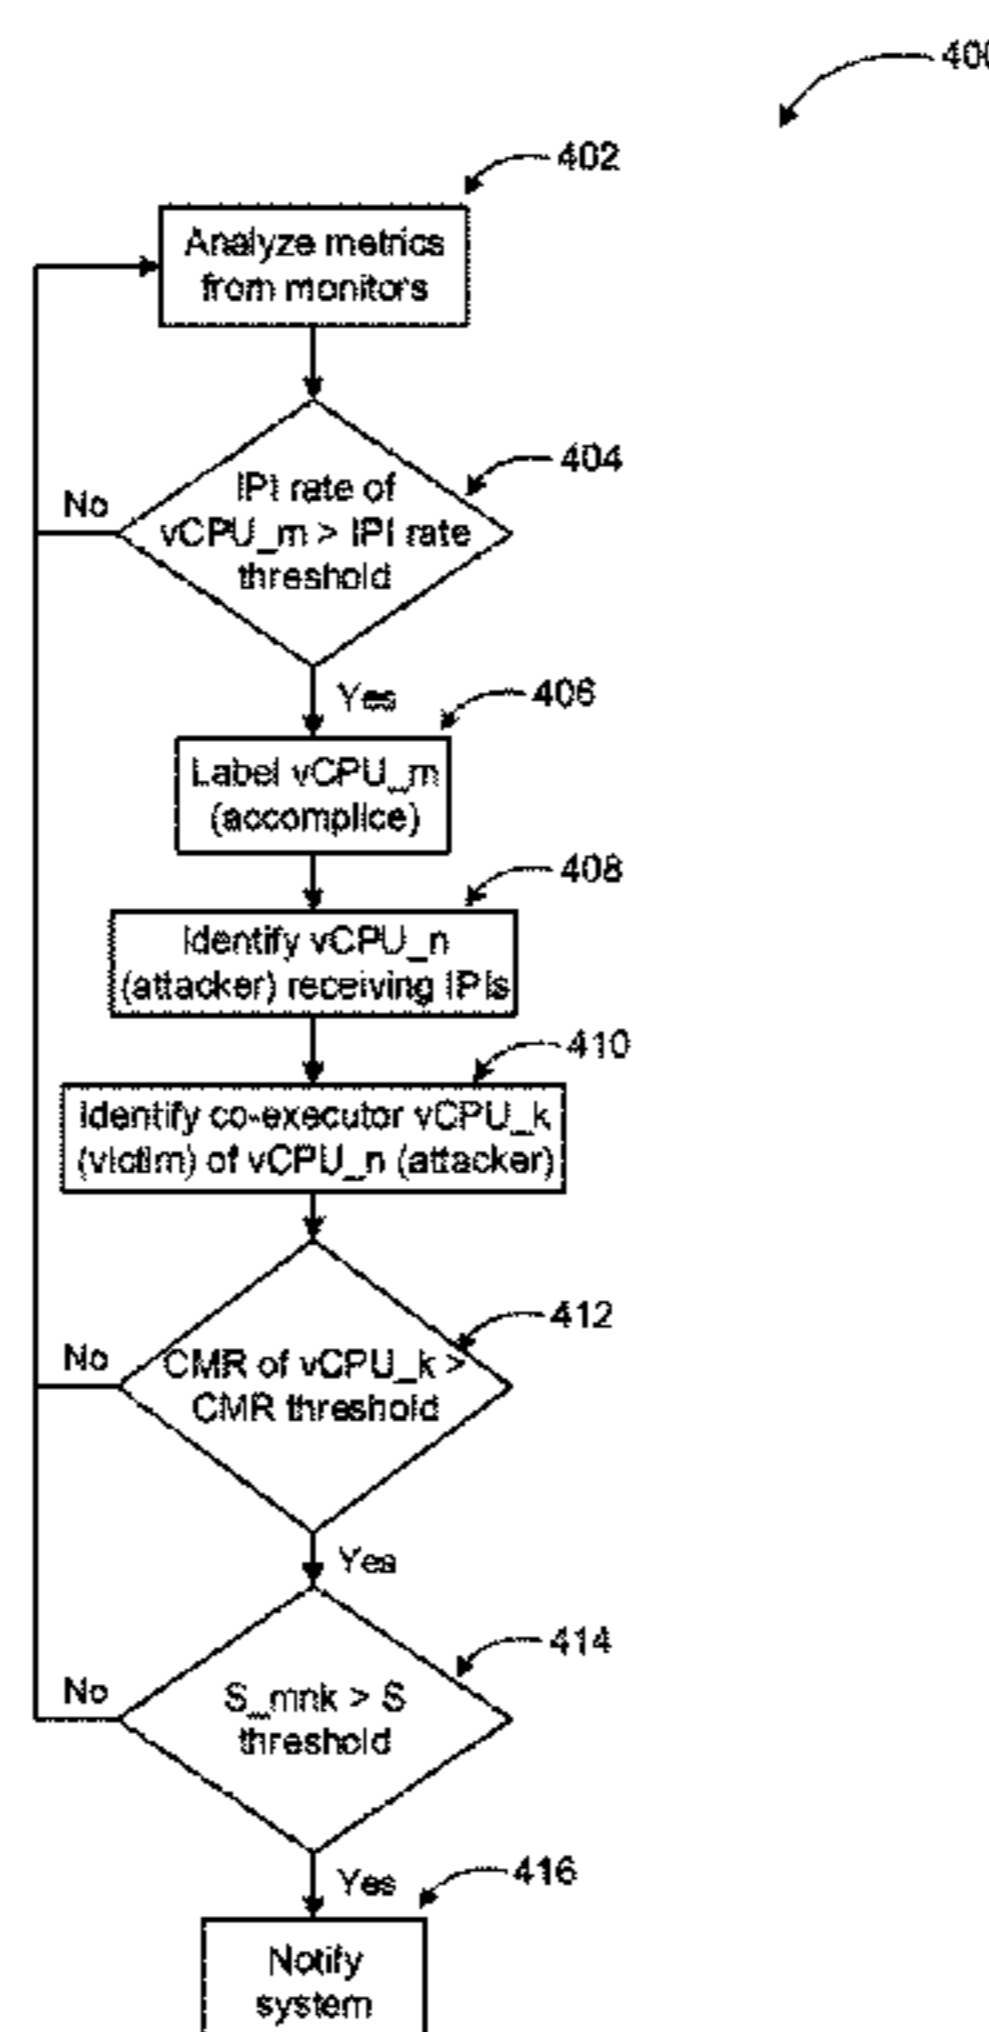 400
402
Analyze metrics
from monitors
404
IPI rate of
vCPU_m > IPI rate
threshold
No
Yes
406
Label vCPU_m
(accomplice)
408
Identify vCPU_n
(attacker) receiving IPIs
410
Identify co-executor vCPU_k
(victim) of vCPU_n (attacker)
412
No
CMR of vCPU_k >
CMR threshold
Yes
414
No
S_mnk > S
threshold
Yes
416
Notify
system